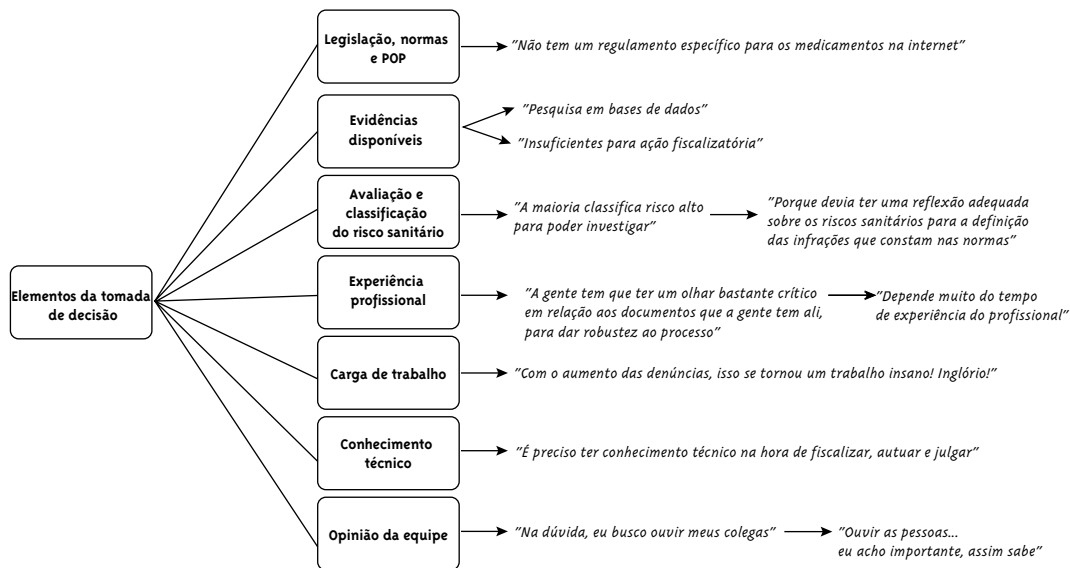 Elementos da tomada
de decisão
Legislação, normas
e POP
"Não tem um regulamento específico para os medicamentos na internet"
Evidências
disponíveis
"Pesquisa em bases de dados"
"Insuficientes para ação fiscalizatória"
Avaliação e
classificação
do risco sanitário
"A maioria classifica risco alto
para poder investigar"
"Porque devia ter uma reflexão adequada
sobre os riscos sanitários para a definição
das infrações que constam nas normas"
Experiência
profissional
"A gente tem que ter um olhar bastante crítico
em relação aos documentos que a gente tem ali,
para dar robustez ao processo"
"Depende muito do tempo
de experiência do profissional"
Carga de trabalho
"Com o aumento das denúncias, isso se tornou um trabalho insano! Inglório!"
Conhecimento
técnico
"É preciso ter conhecimento técnico na hora de fiscalizar, autuar e julgar"
Opinião da equipe
"Na dúvida, eu busco ouvir meus colegas"
"Ouvir as pessoas...
eu acho importante, assim sabe"